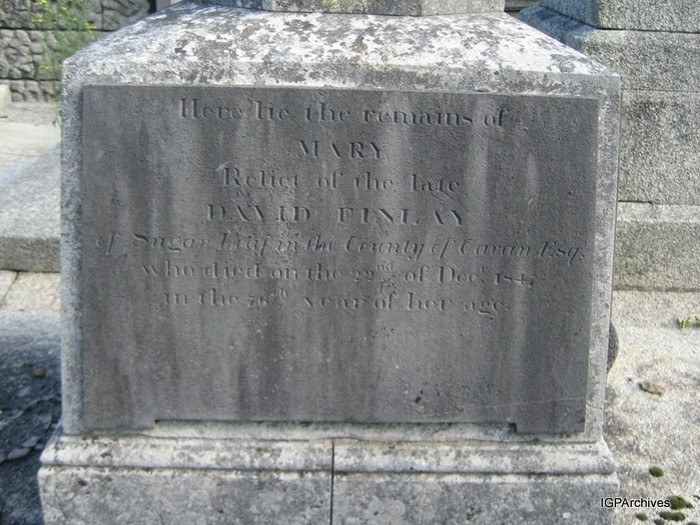 Here lie the remains of
MARY
Relict of the late
DAVID FINLAY
of Sugar Loaf in the County of Cavan Esq.
who died on the 22nd of Decr.
in the 76th Year of her age.
IGPArchives